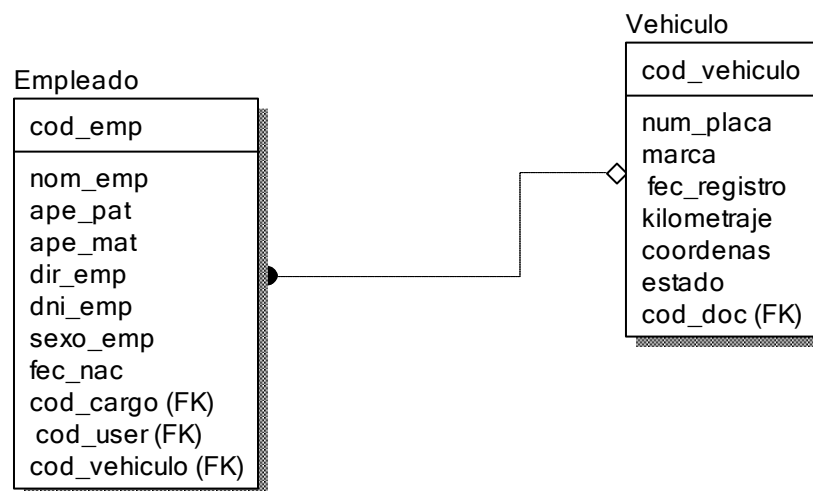 Empleado
cod_emp
nom_emp
ape_pat
ape_mat
dir_emp
dni_emp
sexo_emp
fec_nac
cod_cargo (FK)
cod_user (FK)
cod_vehiculo (FK)
Vehiculo
cod_vehiculo
num_placa
marca
fec_registro
kilometraje
coordenas
estado
cod_doc (FK)